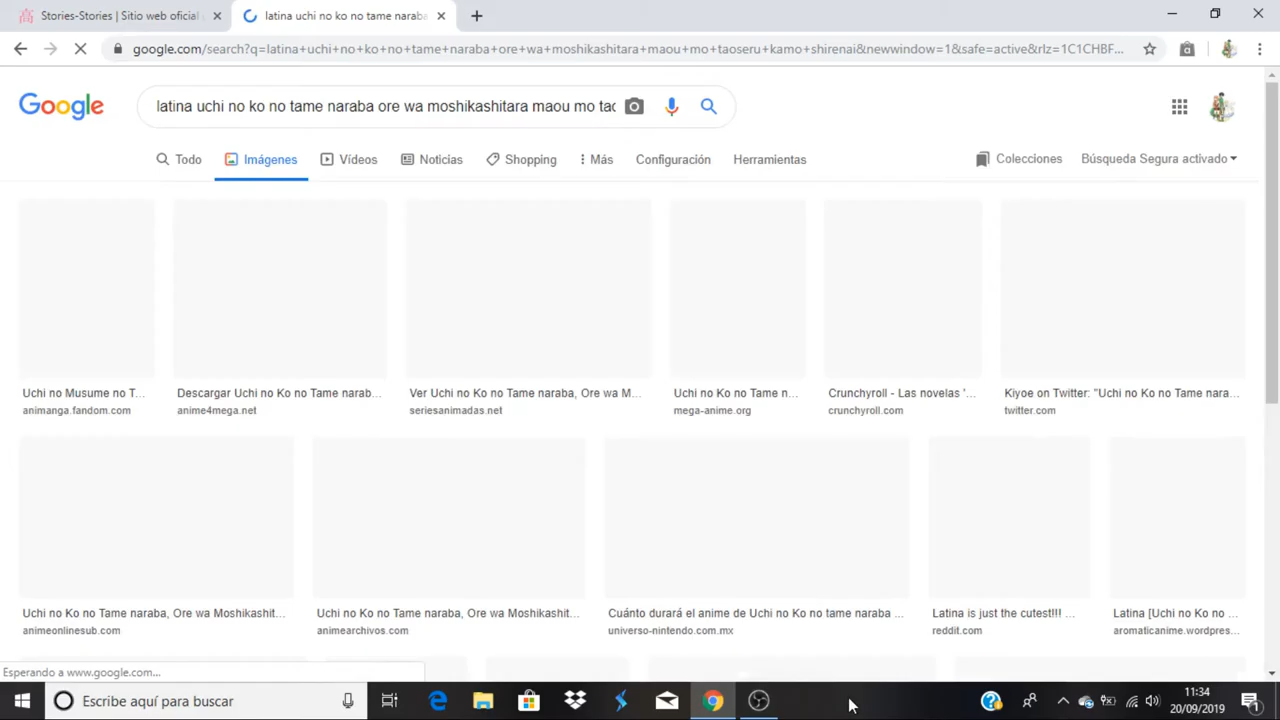 Stories-Stories | Sitio web oficial
latina uchi no ko no tame naraba
google.com/search?q=latina+uchi+no+ko+no+tame+naraba+ore+wa+moshikashitara+maou+mo+taoseru+kamo+shirenai&newwindow=1&safe=active&rlz=1C1CHBF...
Google
latina uchi no ko no tame naraba ore wa moshikashitara maou mo tao
Todo Imágenes Vídeos Noticias Shopping Más Configuración Herramientas Colecciones Búsqueda Segura activado
Uchi no Musume no T... Descargar Uchi no Ko no Tame narab... Ver Uchi no Ko no Tame naraba, Ore wa M... Uchi no Ko no Tame n... Crunchyroll - Las novelas '... Kiyoe on Twitter: "Uchi no Ko no Tame nara...
animanga.fandom.com anime4mega.net seriesanimadas.net mega-anime.org crunchyroll.com twitter.com
Uchi no Ko no Tame naraba, Ore wa Moshikashit... Uchi no Ko no Tame naraba, Ore wa Moshikashit... Cuánto durará el anime de Uchi no Ko no tame naraba ... Latina is just the cutest!!! ... Latina [Uchi no Ko no ...
animeonlinesub.com animearchivos.com universo-nintendo.com.mx reddit.com aromaticanime.wordpres...
Esperando a www.google.com...
Escribe aquí para buscar
11:34
20/09/2019
1